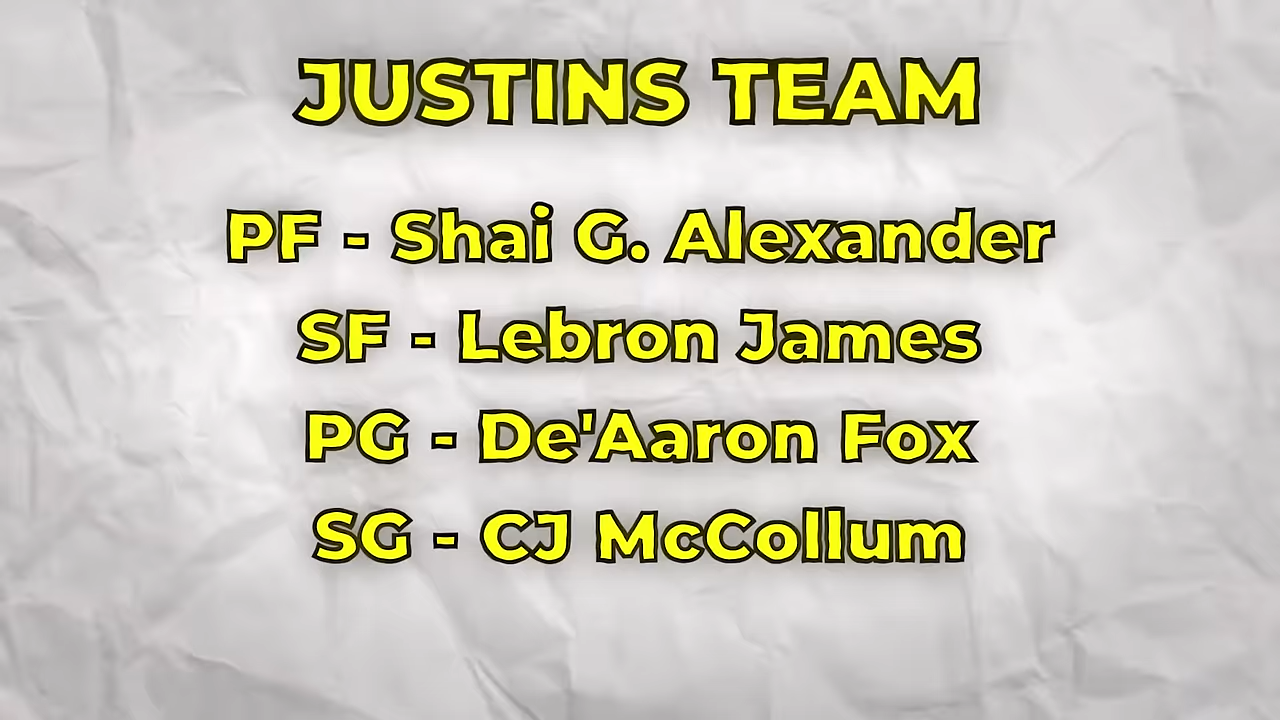 JUSTINS TEAM
PF - Shai G. Alexander
SF - Lebron James
PG - De'Aaron Fox
SG - CJ McCollum